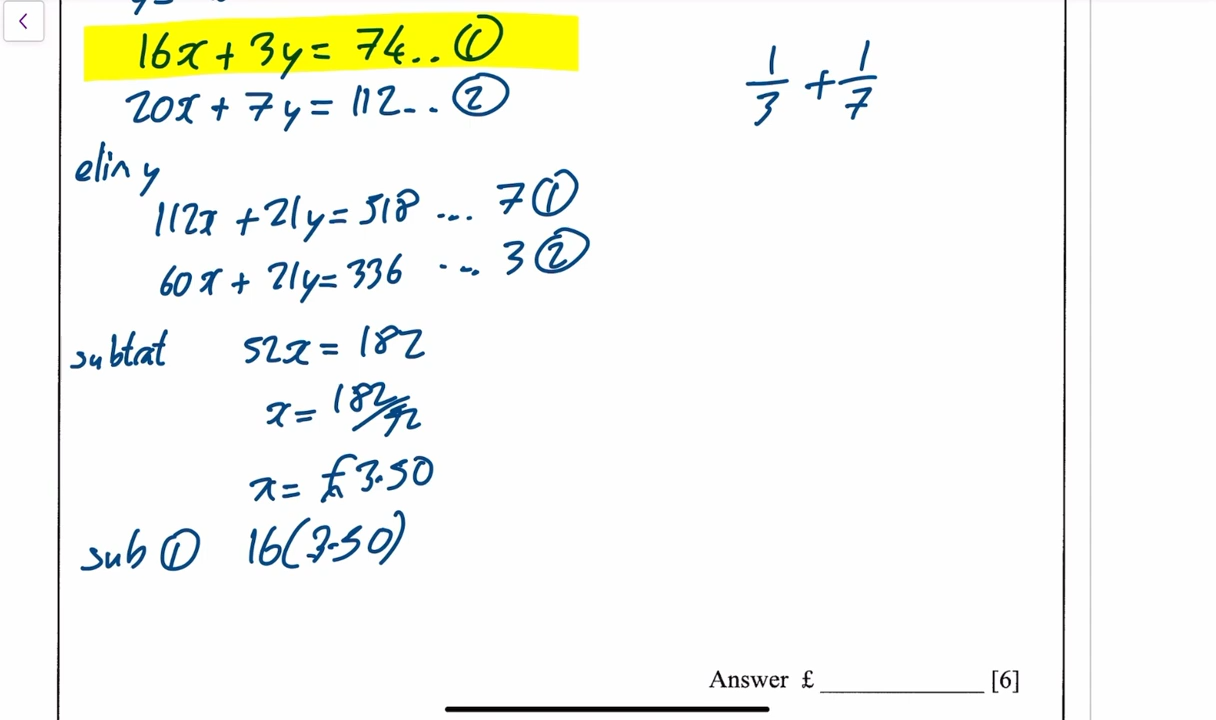 16x + 3y = 74.. ①
20x + 7y = 112.. ②
1/3 + 1/7
elin y
112x + 21y = 518 ... 7①
60x + 21y = 336 ... 3②
subtat 52x = 182
x = 182/52
x = £3.50
sub ① 16(3.50)
Answer £ ____________ [6]